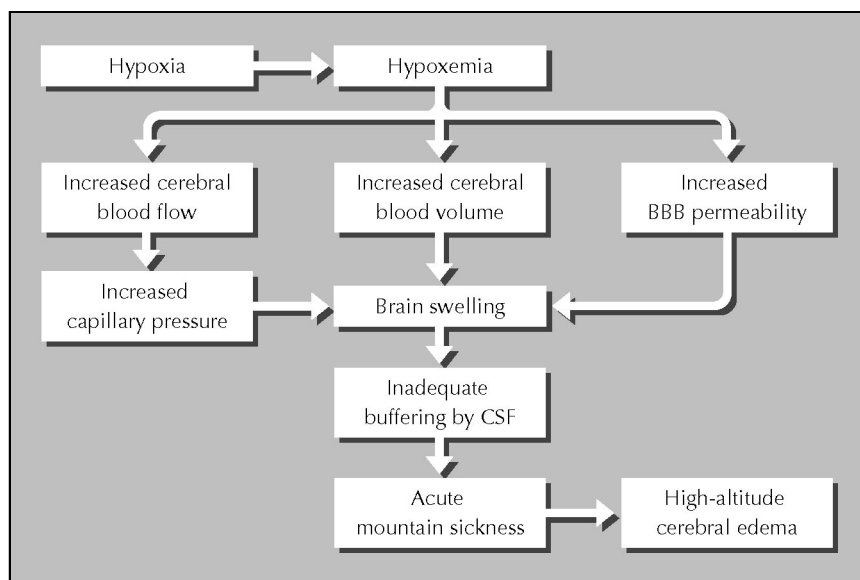 Hypoxia
Hypoxemia
Increased cerebral
blood flow
Increased cerebral
blood volume
Increased
BBB permeability
Increased
capillary pressure
Brain swelling
Inadequate
buffering by CSF
Acute
mountain sickness
High-altitude
cerebral edema